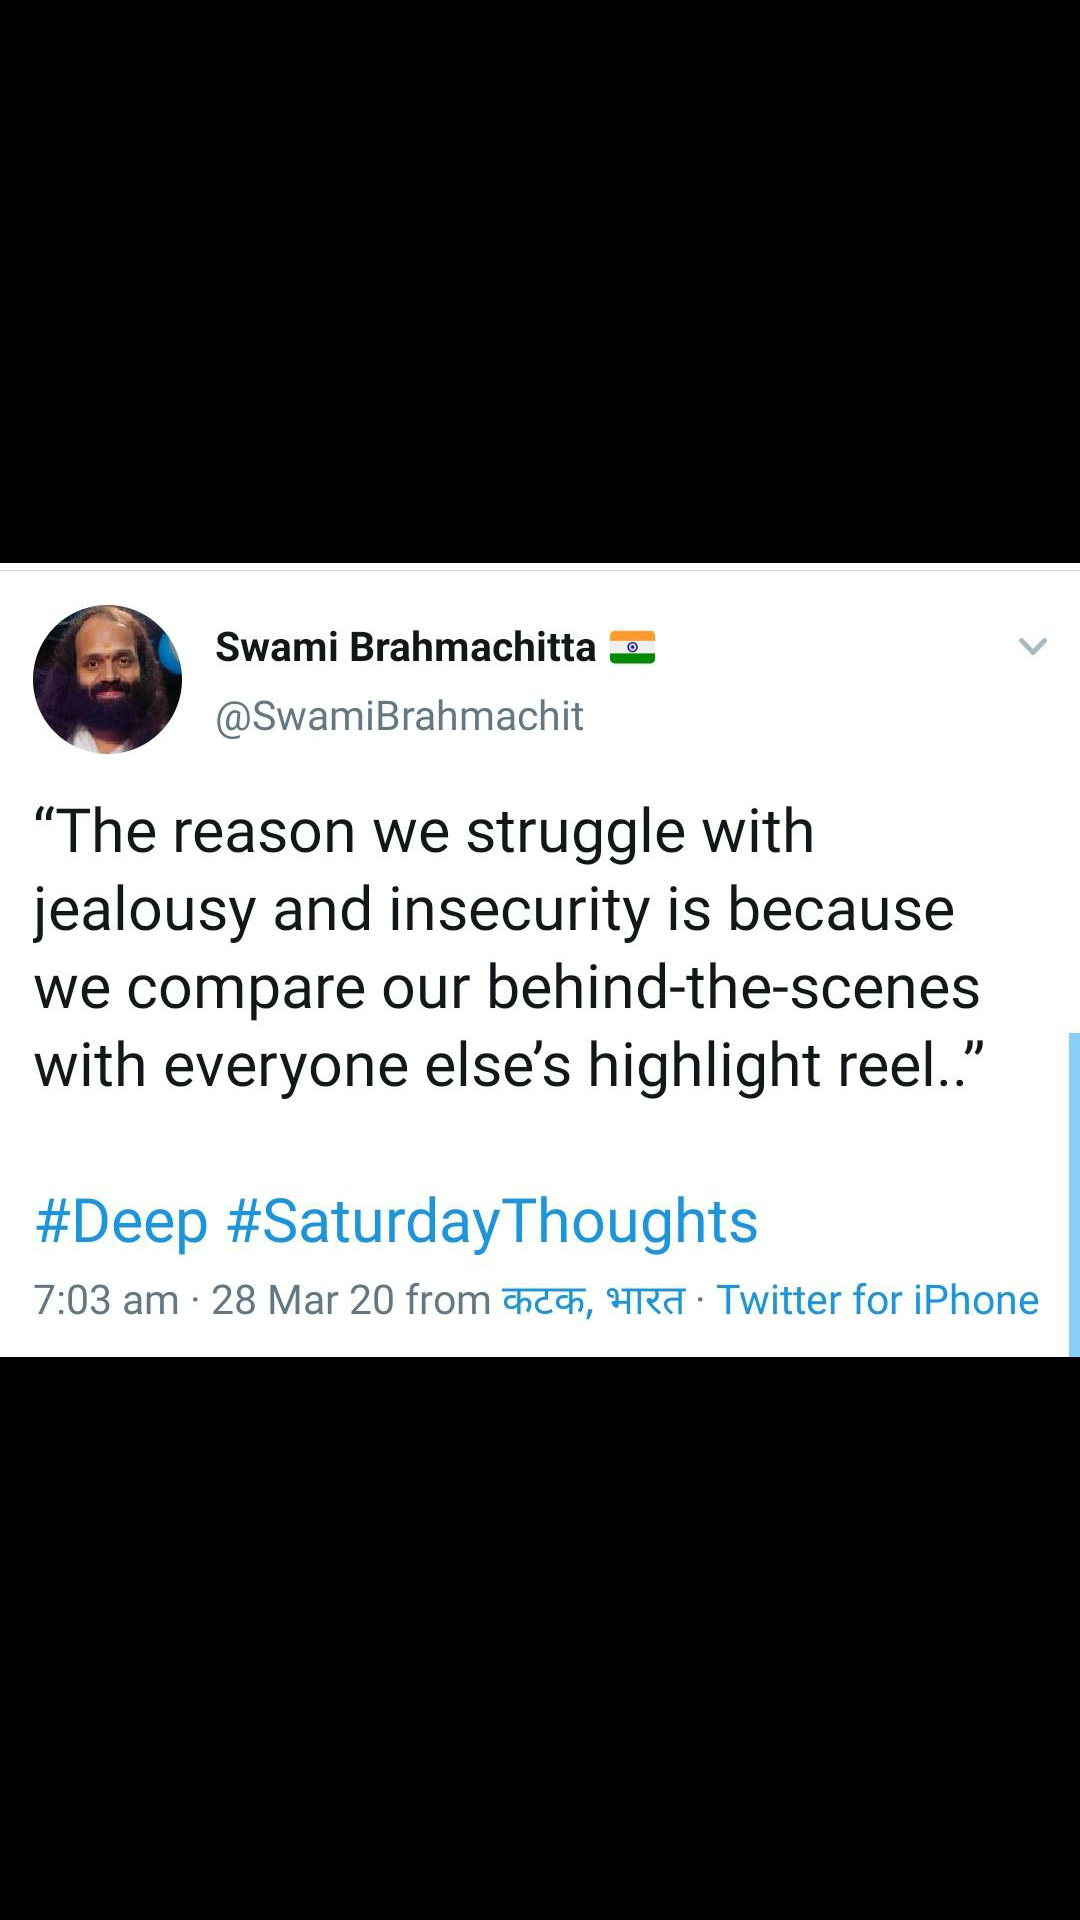 Swami Brahmachitta 🇮🇳
@SwamiBrahmachit
“The reason we struggle with
jealousy and insecurity is because
we compare our behind-the-scenes
with everyone else’s highlight reel..”
#Deep #SaturdayThoughts
7:03 am · 28 Mar 20 from कटक, भारत · Twitter for iPhone